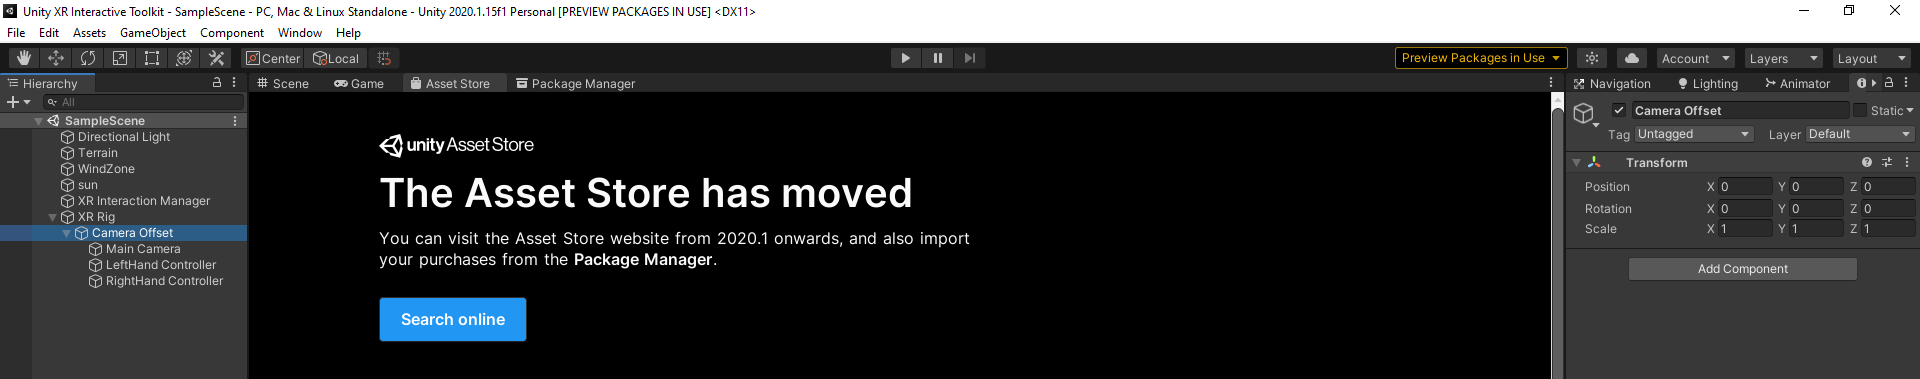 Unity XR Interactive Toolkit - SampleScene - PC, Mac & Linux Standalone - Unity 2020.1.15f1 Personal [PREVIEW PACKAGES IN USE] <DX11>
File Edit Assets GameObject Component Window Help
Center Local Preview Packages in Use Account Layers Layout
Hierarchy Scene Game Asset Store Package Manager Navigation Lighting Animator
All
SampleScene
Directional Light
Terrain
WindZone
sun
XR Interaction Manager
XR Rig
Camera Offset
Main Camera
LeftHand Controller
RightHand Controller
unity Asset Store
The Asset Store has moved
You can visit the Asset Store website from 2020.1 onwards, and also import
your purchases from the Package Manager.
Search online
Camera Offset Static
Tag Untagged Layer Default
Transform
Position X 0 Y 0 Z 0
Rotation X 0 Y 0 Z 0
Scale X 1 Y 1 Z 1
Add Component